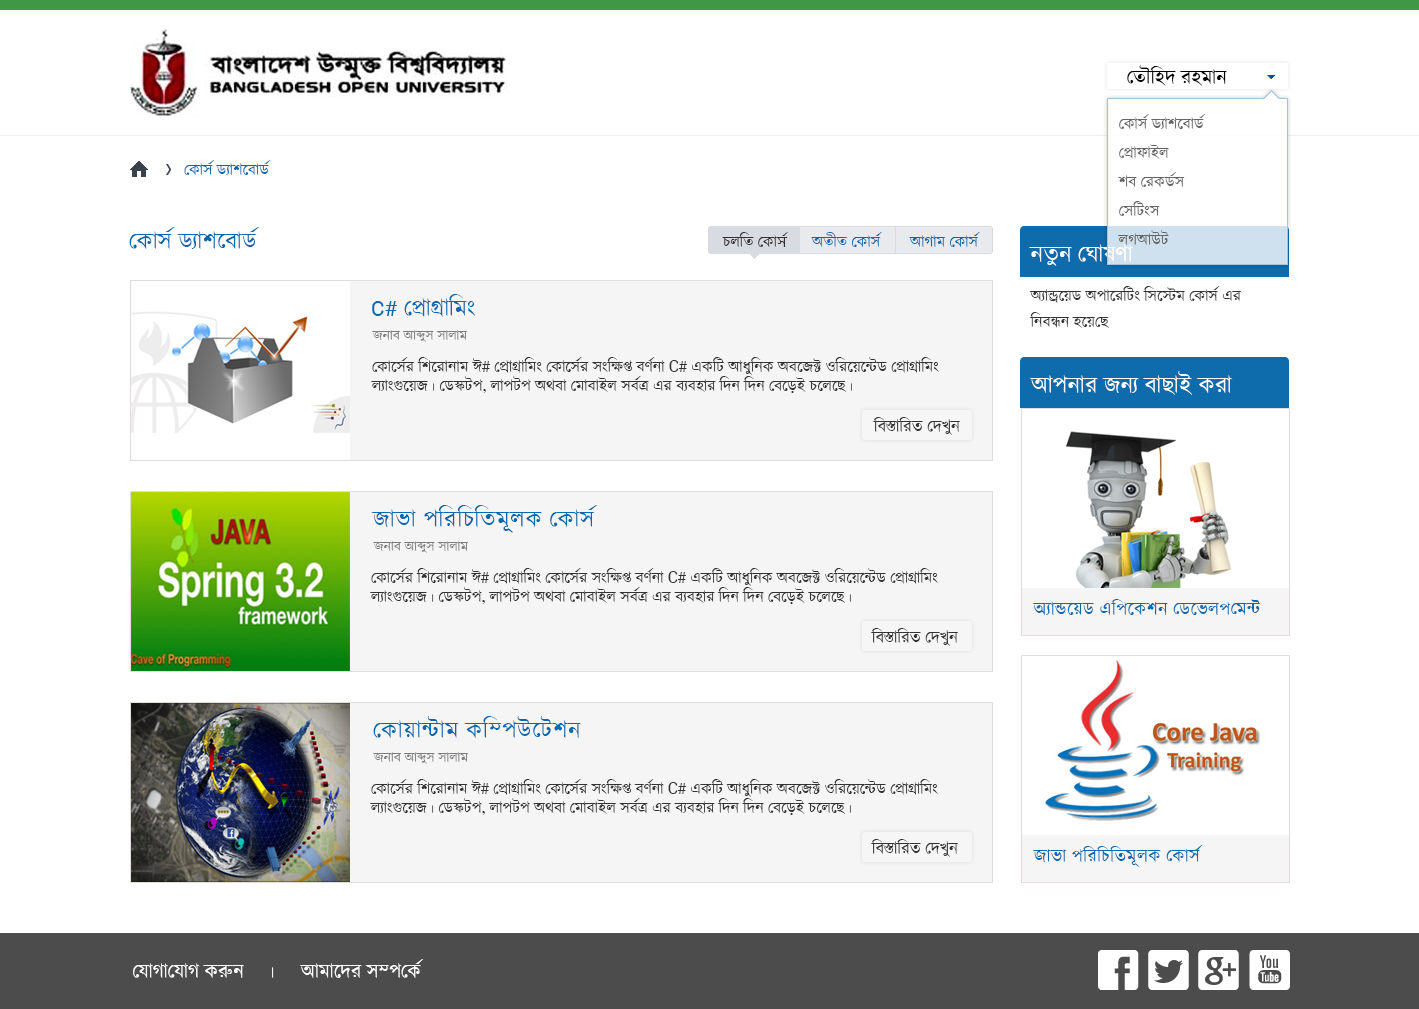 বাংলাদেশ উন্মুক্ত বিশ্ববিদ্যালয়
BANGLADESH OPEN UNIVERSITY
তৌহিদ রহমান
কোর্স ড্যাশবোর্ড
প্রোফাইল
শব রেকর্ডস
সেটিংস
লগআউট
কোর্স ড্যাশবোর্ড
কোর্স ড্যাশবোর্ড
চলতি কোর্স
অতীত কোর্স
আগাম কোর্স
C# প্রোগ্রামিং
জনাব আব্দুস সালাম
কোর্সের শিরোনাম ঈ# প্রোগ্রামিং কোর্সের সংক্ষিপ্ত বর্ণনা C# একটি আধুনিক অবজেক্ট ওরিয়েন্টেড প্রোগ্রামিং
ল্যাংগুয়েজ। ডেস্কটপ, লাপটপ অথবা মোবাইল সর্বত্র এর ব্যবহার দিন দিন বেড়েই চলেছে।
বিস্তারিত দেখুন
JAVA
Spring 3.2
framework
Cave of Programming
জাভা পরিচিতিমূলক কোর্স
জনাব আব্দুস সালাম
কোর্সের শিরোনাম ঈ# প্রোগ্রামিং কোর্সের সংক্ষিপ্ত বর্ণনা C# একটি আধুনিক অবজেক্ট ওরিয়েন্টেড প্রোগ্রামিং
ল্যাংগুয়েজ। ডেস্কটপ, লাপটপ অথবা মোবাইল সর্বত্র এর ব্যবহার দিন দিন বেড়েই চলেছে।
বিস্তারিত দেখুন
কোয়ান্টাম কম্পিউটেশন
জনাব আব্দুস সালাম
কোর্সের শিরোনাম ঈ# প্রোগ্রামিং কোর্সের সংক্ষিপ্ত বর্ণনা C# একটি আধুনিক অবজেক্ট ওরিয়েন্টেড প্রোগ্রামিং
ল্যাংগুয়েজ। ডেস্কটপ, লাপটপ অথবা মোবাইল সর্বত্র এর ব্যবহার দিন দিন বেড়েই চলেছে।
বিস্তারিত দেখুন
নতুন ঘোষণা
অ্যান্ড্রয়েড অপারেটিং সিস্টেম কোর্স এর
নিবন্ধন হয়েছে
আপনার জন্য বাছাই করা
অ্যান্ডয়েড এপিকেশন ডেভেলপমেন্ট
Core Java
Training
জাভা পরিচিতিমূলক কোর্স
যোগাযোগ করুন | আমাদের সম্পর্কে
You
Tube